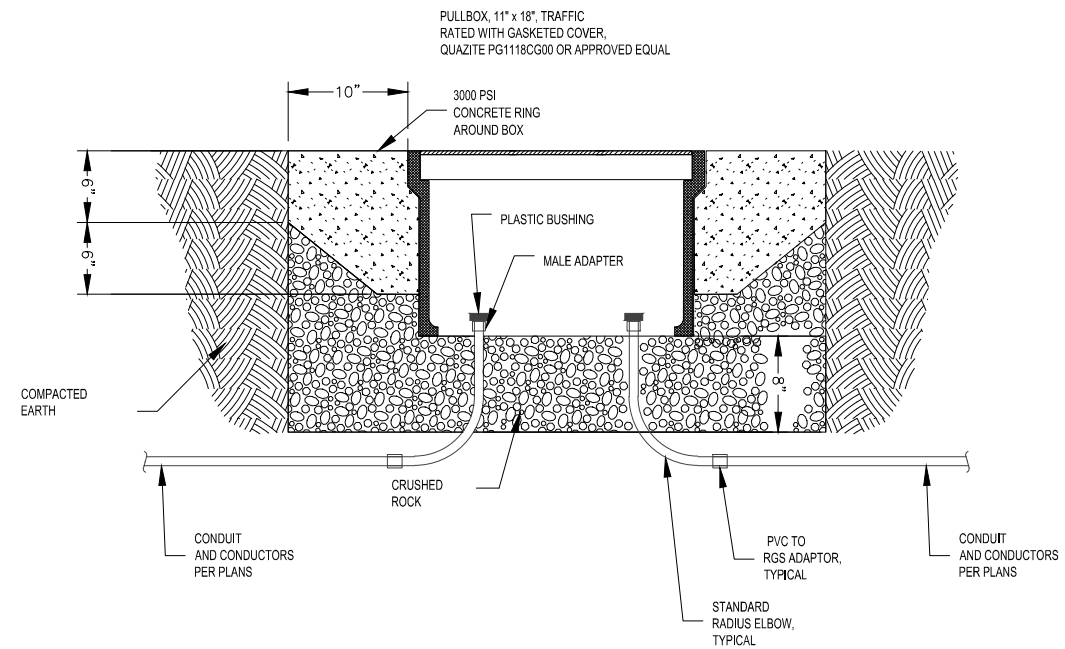 PULLBOX, 11" x 18", TRAFFIC
RATED WITH GASKETED COVER,
QUAZITE PG1118CG00 OR APPROVED EQUAL
10"
3000 PSI
CONCRETE RING
AROUND BOX
9"
9"
PLASTIC BUSHING
MALE ADAPTER
8"
COMPACTED
EARTH
CRUSHED
ROCK
CONDUIT
AND CONDUCTORS
PER PLANS
PVC TO
RGS ADAPTOR,
TYPICAL
CONDUIT
AND CONDUCTORS
PER PLANS
STANDARD
RADIUS ELBOW,
TYPICAL